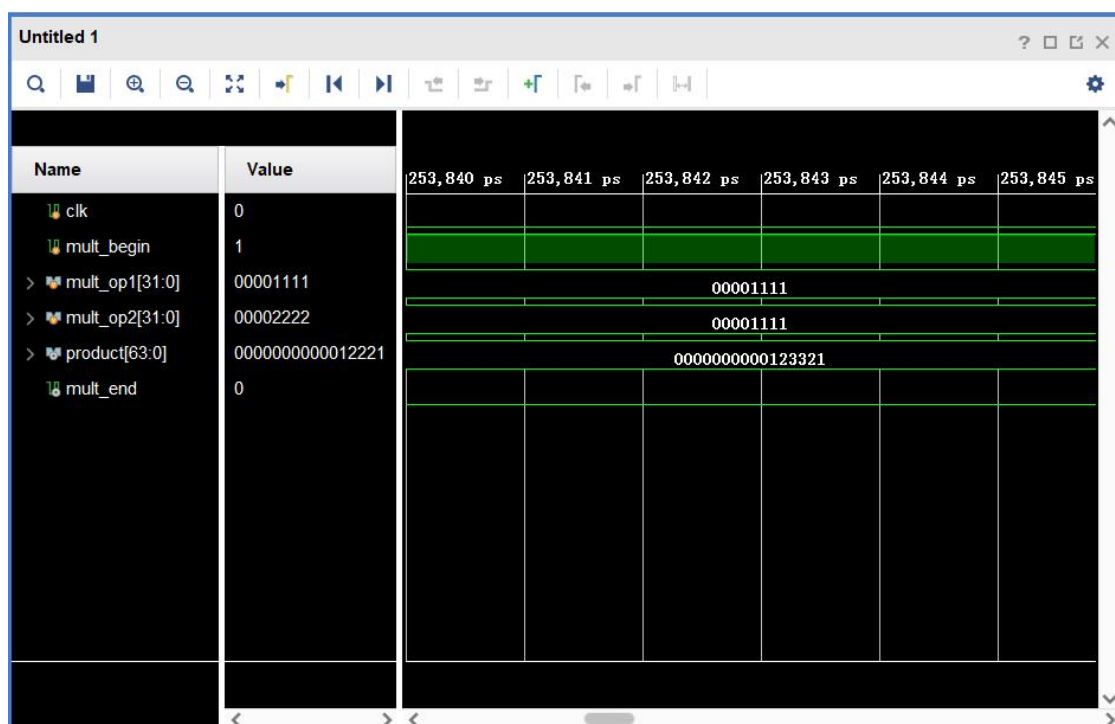 Untitled 1
?
Name Value
253,840 ps 253,841 ps 253,842 ps 253,843 ps 253,844 ps 253,845 ps
clk 0
mult_begin 1
mult_op1[31:0] 00001111 00001111
mult_op2[31:0] 00002222 00001111
product[63:0] 0000000000012221 0000000000123321
mult_end 0